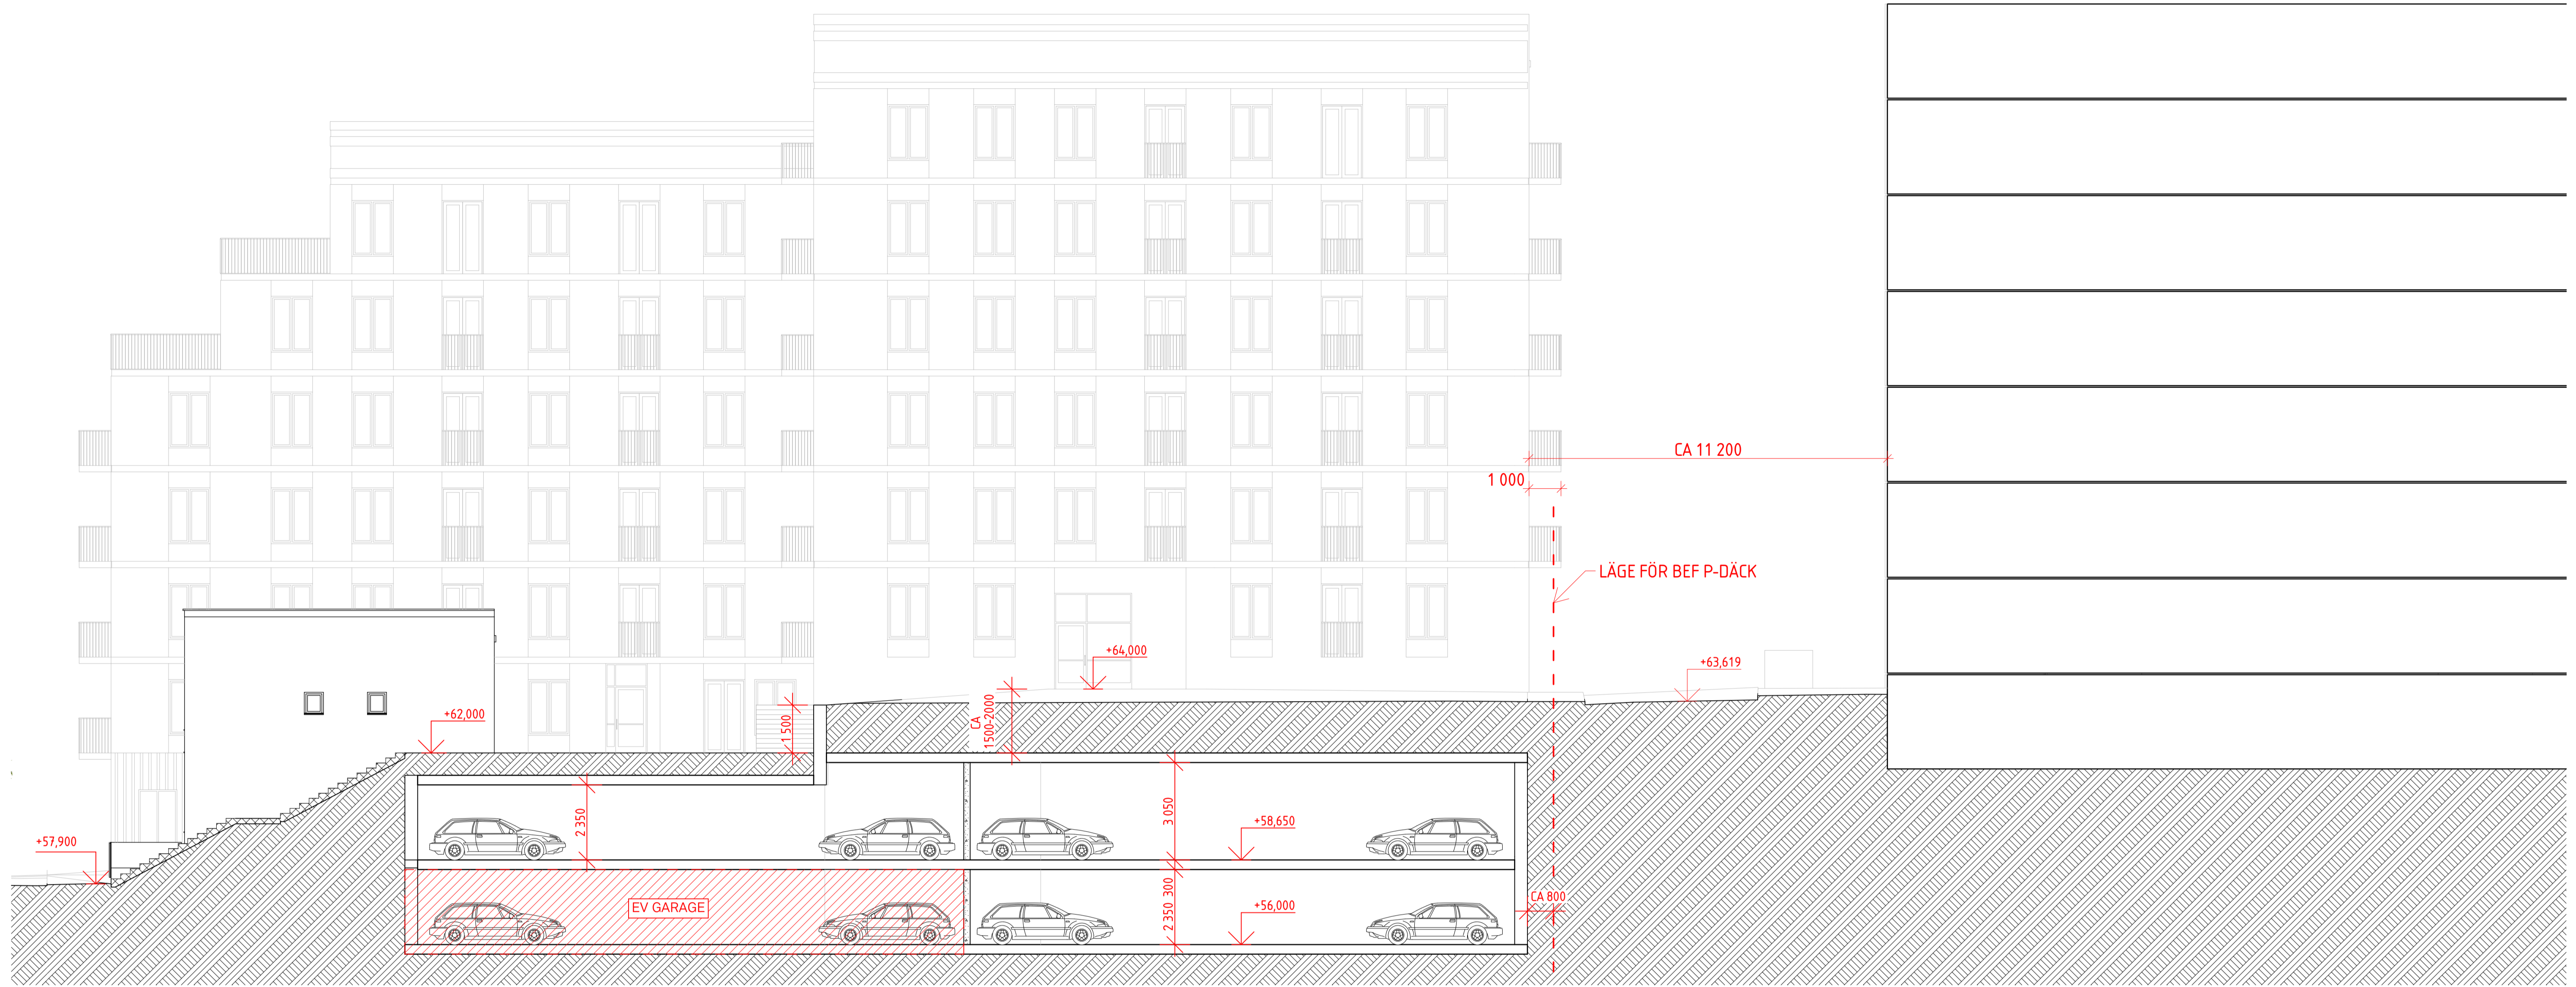 CA 11 200
1 000
LÄGE FÖR BEF P-DÄCK
+64,000
+63,619
+62,000
1 500
CA
1500-2000
2 350
3 050
+58,650
+57,900
EV GARAGE
300
2 350
+56,000
CA 800